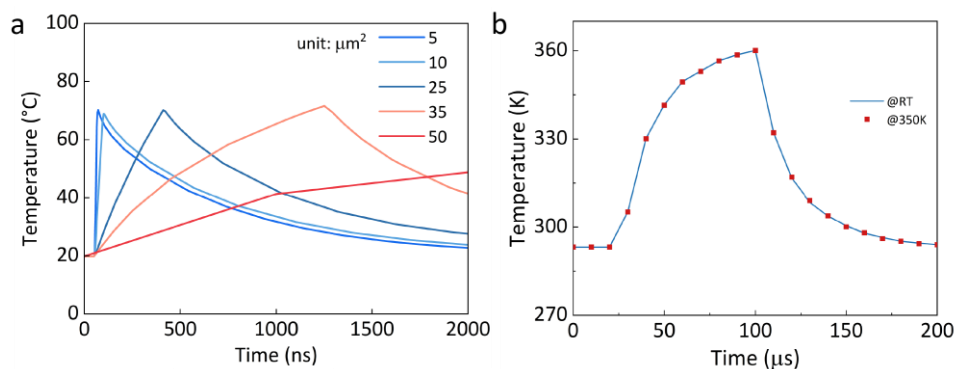 a
unit: μm²
5
10
25
35
50
100
80
60
40
20
0
Temperature (°C)
0
500
1000
1500
2000
Time (ns)
b
@RT
@350K
360
330
300
270
Temperature (K)
0
50
100
150
200
Time (μs)